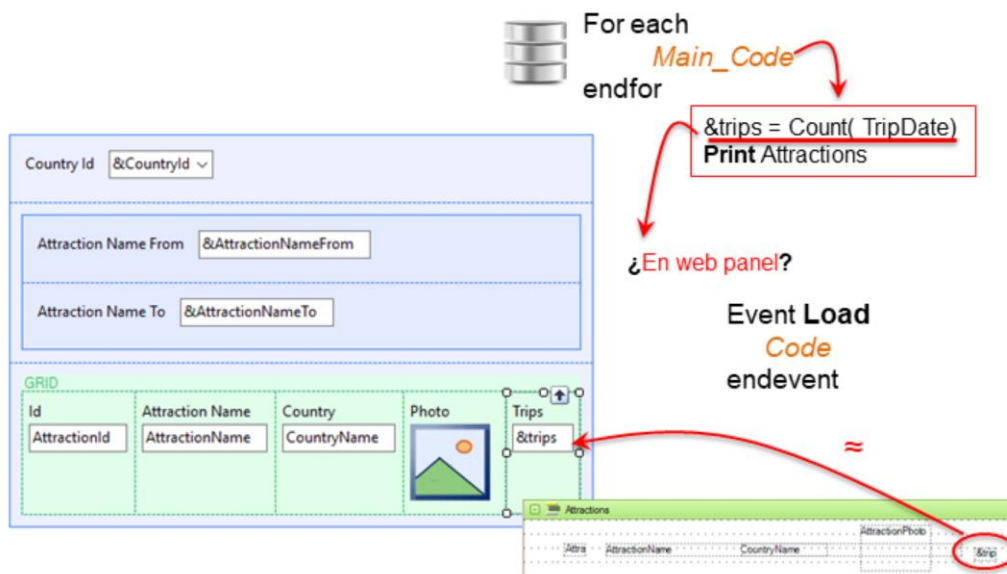 For each
Main_Code
endfor
&trips = Count( TripDate)
Print Attractions
¿En web panel?
Event Load
Code
endevent
≈
Country Id &CountryId
Attraction Name From &AttractionNameFrom
Attraction Name To &AttractionNameTo
GRID
Id Attraction Name Country Photo Trips
AttractionId AttractionName CountryName &trips
Attractions
AttractionPhoto
Attra AttractionName CountryName &trip